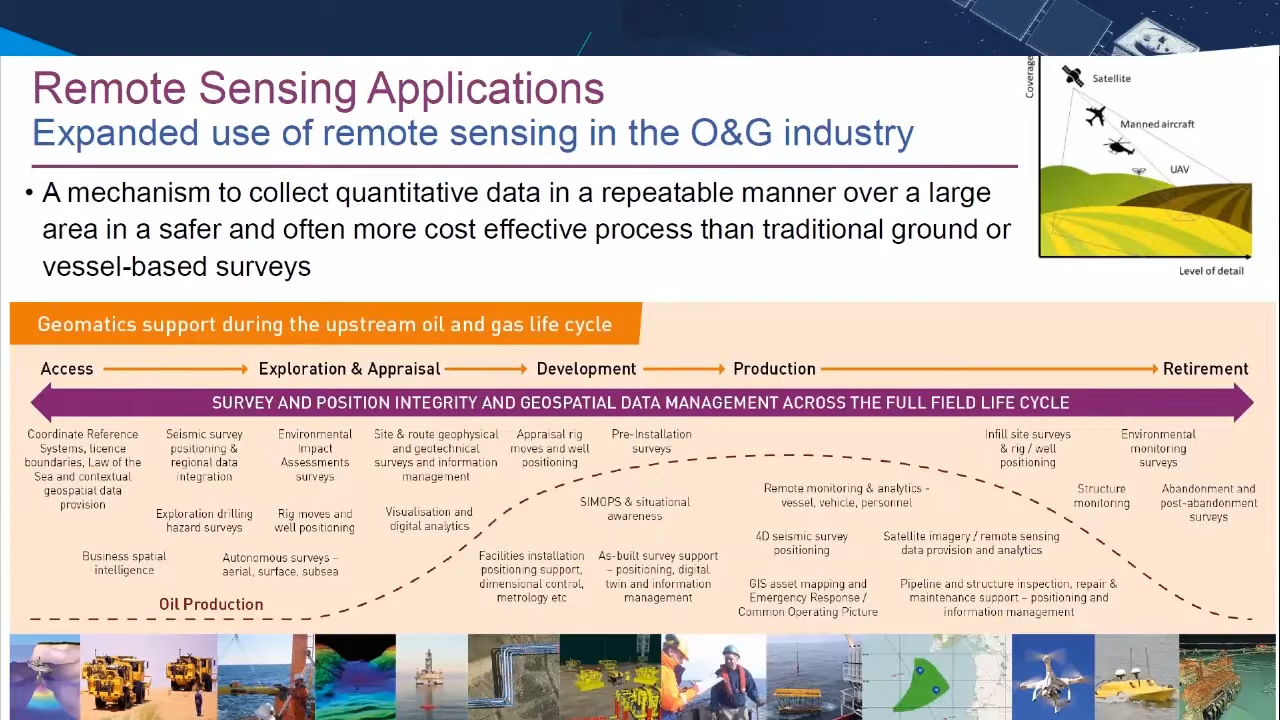 Remote Sensing Applications
Expanded use of remote sensing in the O&G industry
• A mechanism to collect quantitative data in a repeatable manner over a large
area in a safer and often more cost effective process than traditional ground or
vessel-based surveys
Coverage
Satellite
Manned aircraft
UAV
Level of detail
Geomatics support during the upstream oil and gas life cycle
Access
Exploration & Appraisal
Development
Production
Retirement
SURVEY AND POSITION INTEGRITY AND GEOSPATIAL DATA MANAGEMENT ACROSS THE FULL FIELD LIFE CYCLE
Coordinate Reference
Systems, licence
boundaries, Law of the
Sea and contextual
geospatial data
provision
Seismic survey
positioning &
regional data
integration
Environmental
Impact
Assessments
surveys
Site & route geophysical
and geotechnical
surveys and information
management
Appraisal rig
moves and well
positioning
Pre-Installation
surveys
Infill site surveys
& rig / well
positioning
Environmental
monitoring
surveys
Exploration drilling
hazard surveys
Rig moves and
well positioning
Visualisation and
digital analytics
SIMOPS & situational
awareness
Remote monitoring & analytics -
vessel, vehicle, personnel
Structure
monitoring
Abandonment and
post-abandonment
surveys
Business spatial
intelligence
Autonomous surveys –
aerial, surface, subsea
Facilities installation
positioning support,
dimensional control,
metrology etc
As-built survey support
– positioning, digital
twin and information
management
4D seismic survey
positioning
Satellite imagery / remote sensing
data provision and analytics
GIS asset mapping and
Emergency Response /
Common Operating Picture
Pipeline and structure inspection, repair &
maintenance support – positioning and
information management
Oil Production